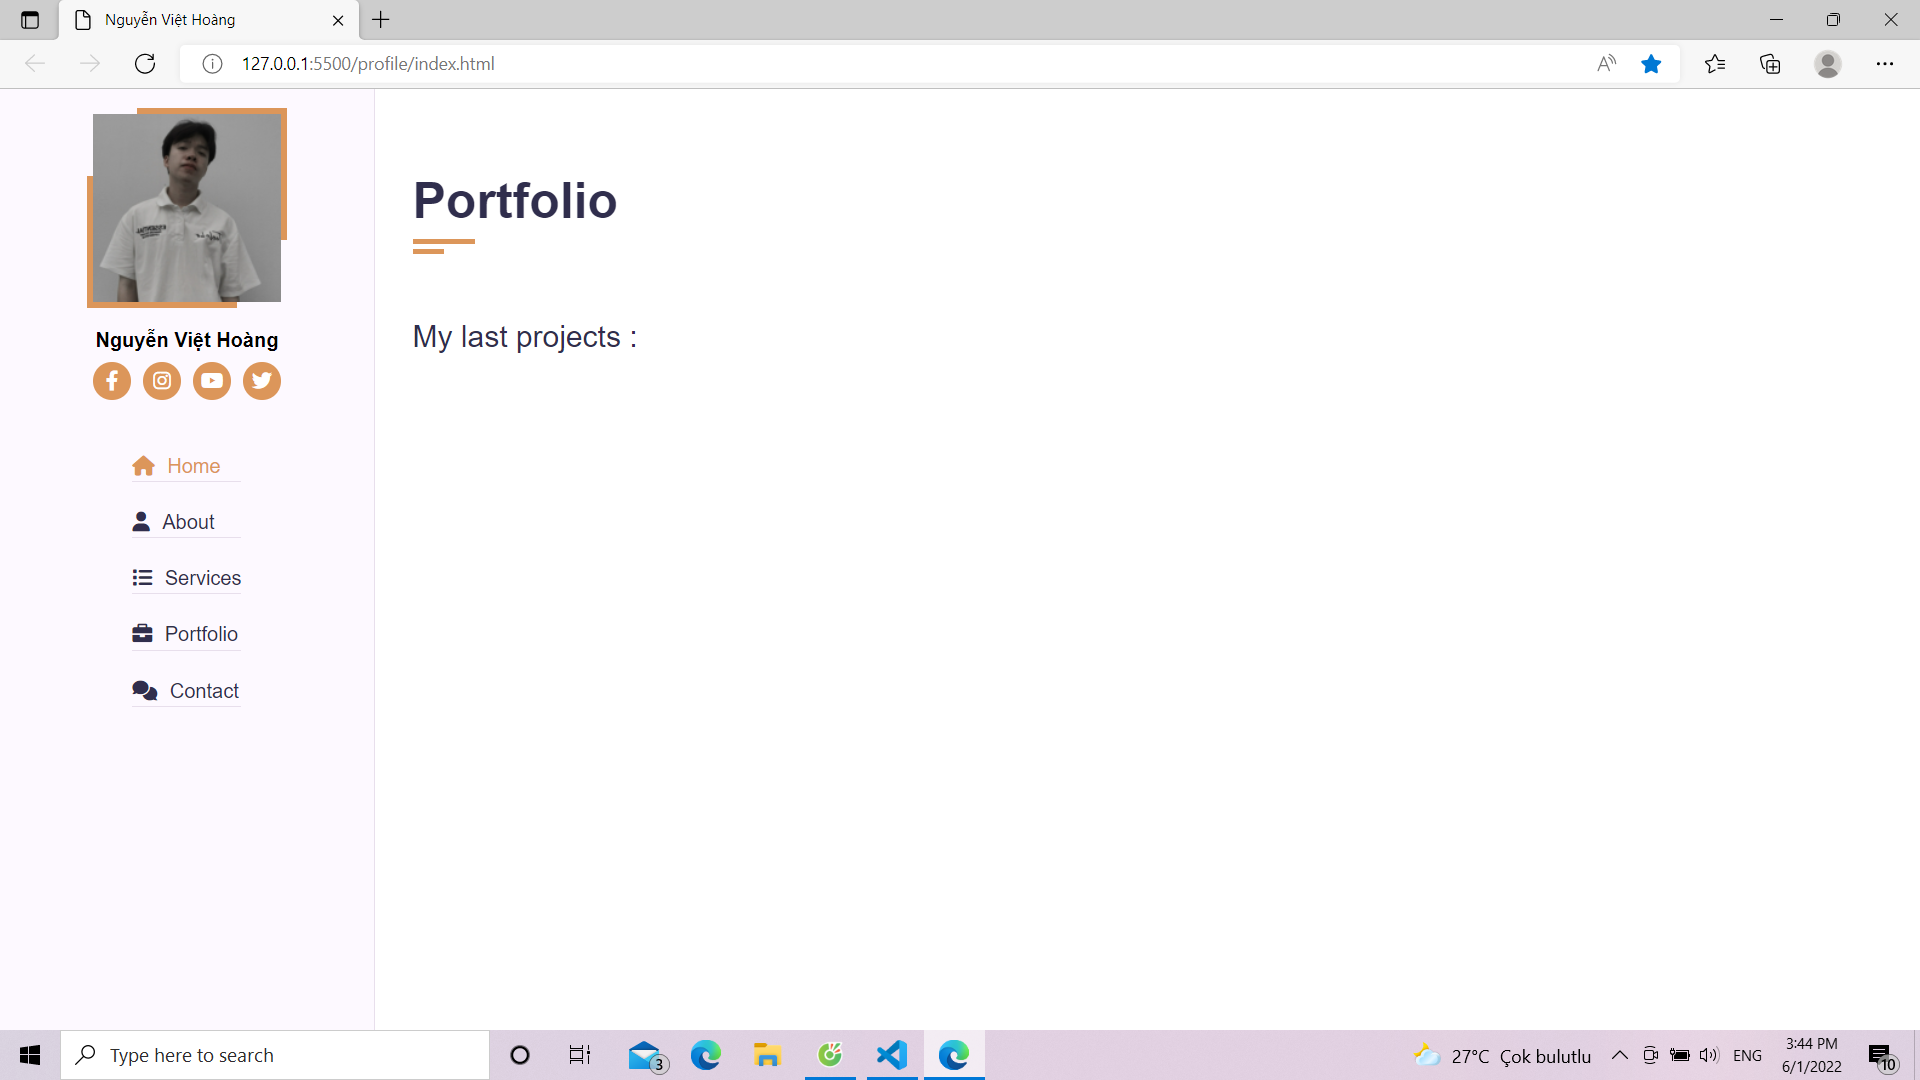 Nguyễn Việt Hoàng
127.0.0.1:5500/profile/index.html
Portfolio
My last projects :
Nguyễn Việt Hoàng
Home
About
Services
Portfolio
Contact
Type here to search
3
27°C Çok bulutlu
ENG
3:44 PM
6/1/2022
10